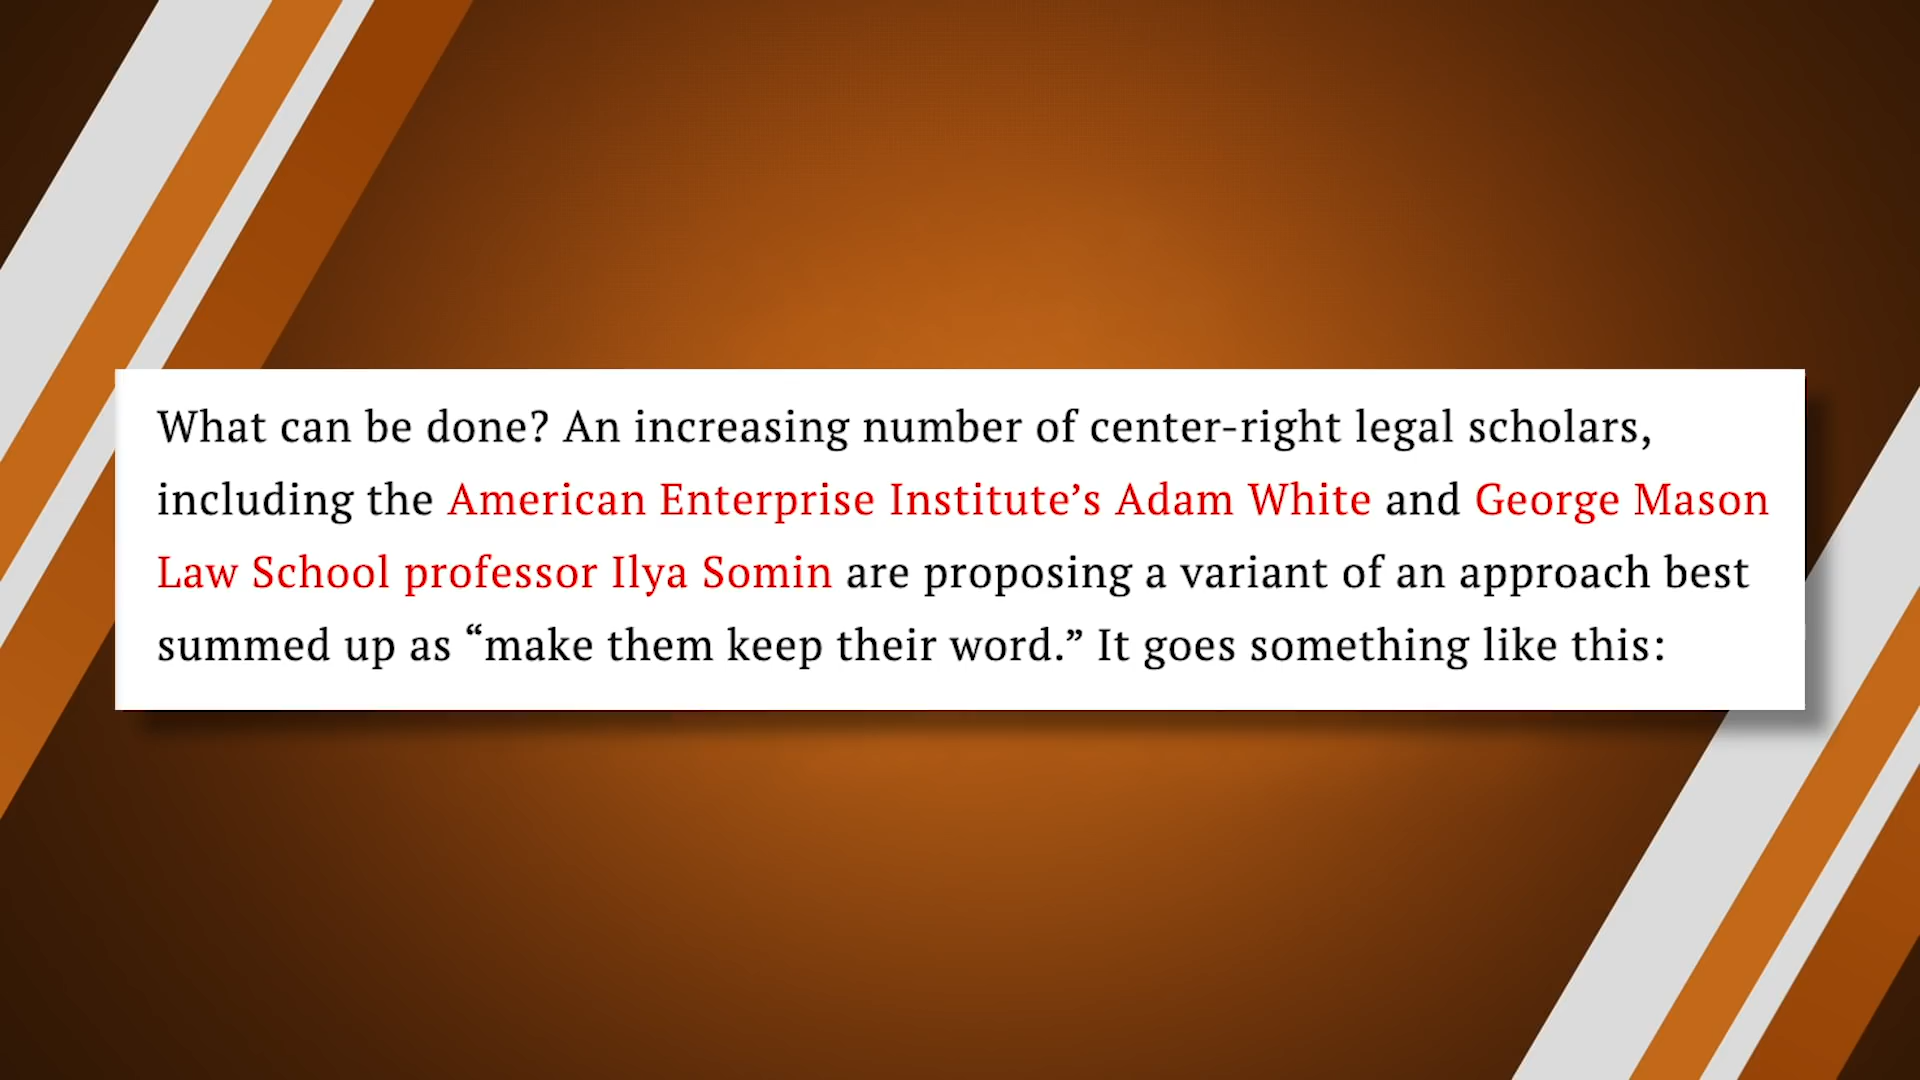 What can be done? An increasing number of center-right legal scholars,
including the American Enterprise Institute’s Adam White and George Mason
Law School professor Ilya Somin are proposing a variant of an approach best
summed up as “make them keep their word.” It goes something like this: